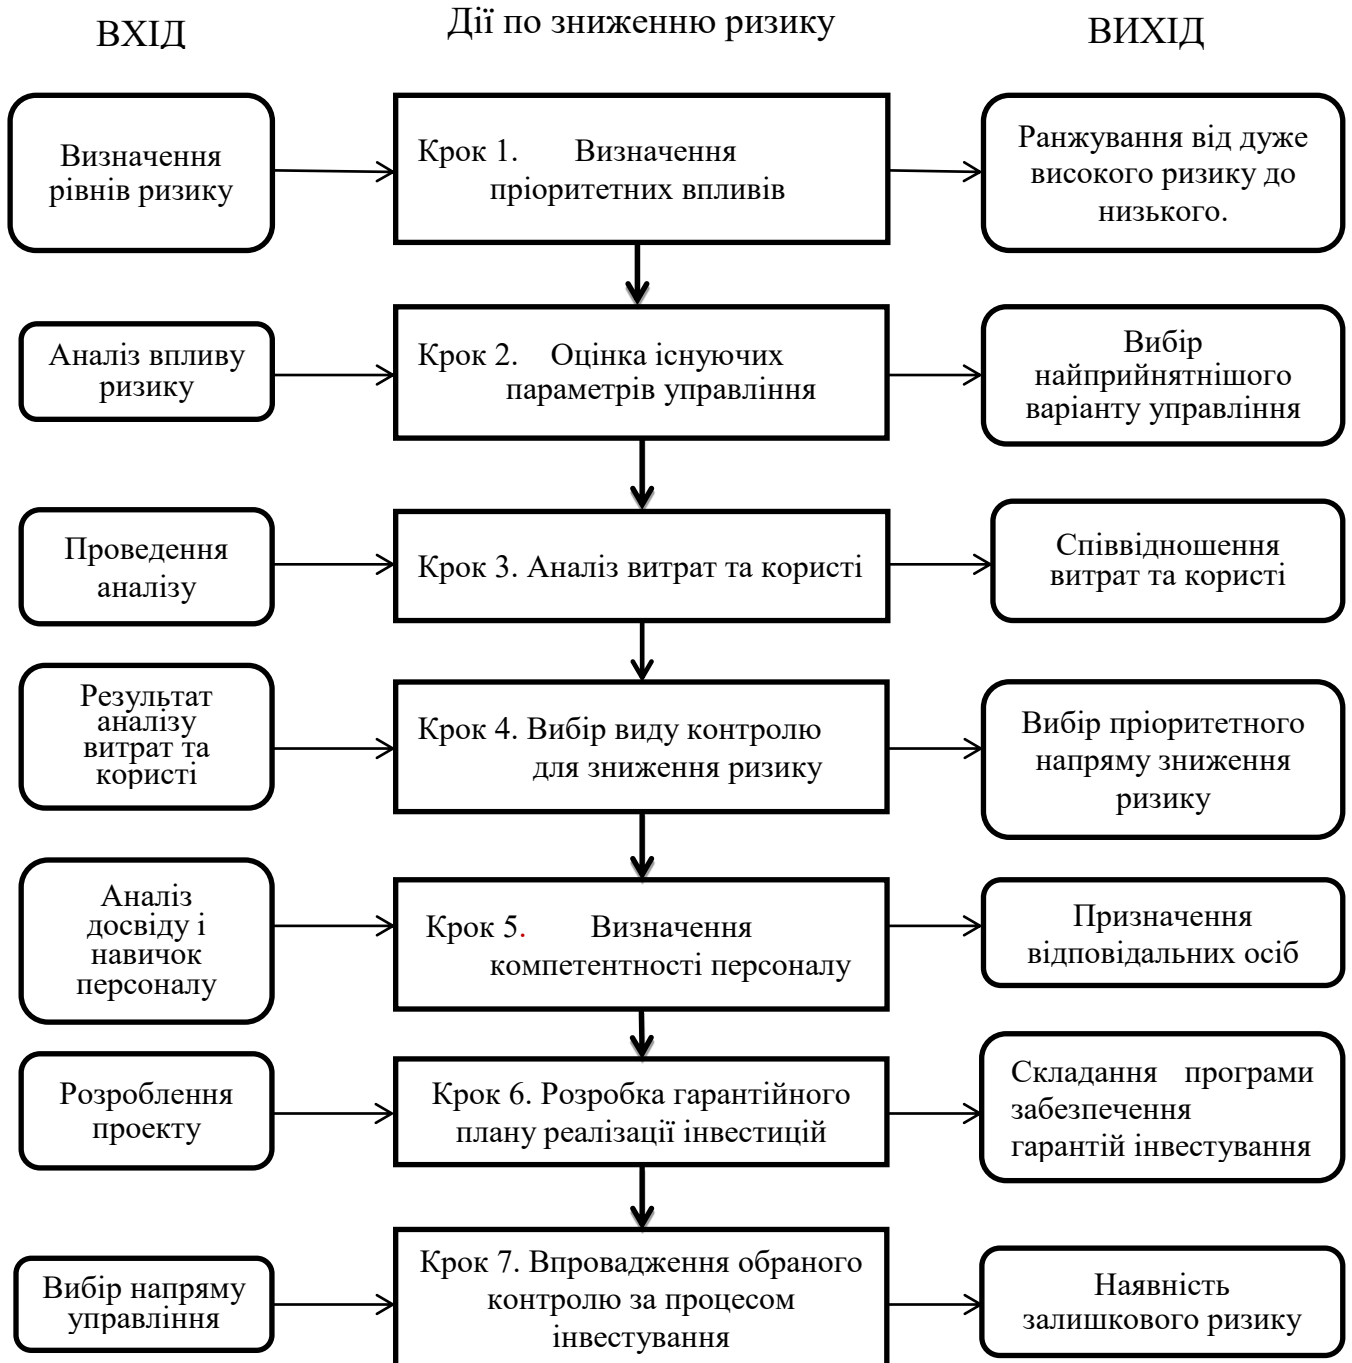 ВХІД
Дії по зниженню ризику
ВИХІД
Визначення
рівнів ризику
Крок 1. Визначення
пріоритетних впливів
Ранжування від дуже
високого ризику до
низького.
Аналіз впливу
ризику
Крок 2. Оцінка існуючих
параметрів управління
Вибір
найприйнятнішого
варіанту управління
Проведення
аналізу
Крок 3. Аналіз витрат та користі
Співвідношення
витрат та користі
Результат
аналізу
витрат та
користі
Крок 4. Вибір виду контролю
для зниження ризику
Вибір пріоритетного
напряму зниження
ризику
Аналіз
досвіду і
навичок
персоналу
Крок 5. Визначення
компетентності персоналу
Призначення
відповідальних осіб
Розроблення
проекту
Крок 6. Розробка гарантійного
плану реалізації інвестицій
Складання програми
забезпечення
гарантій інвестування
Вибір напряму
управління
Крок 7. Впровадження обраного
контролю за процесом
інвестування
Наявність
залишкового ризику